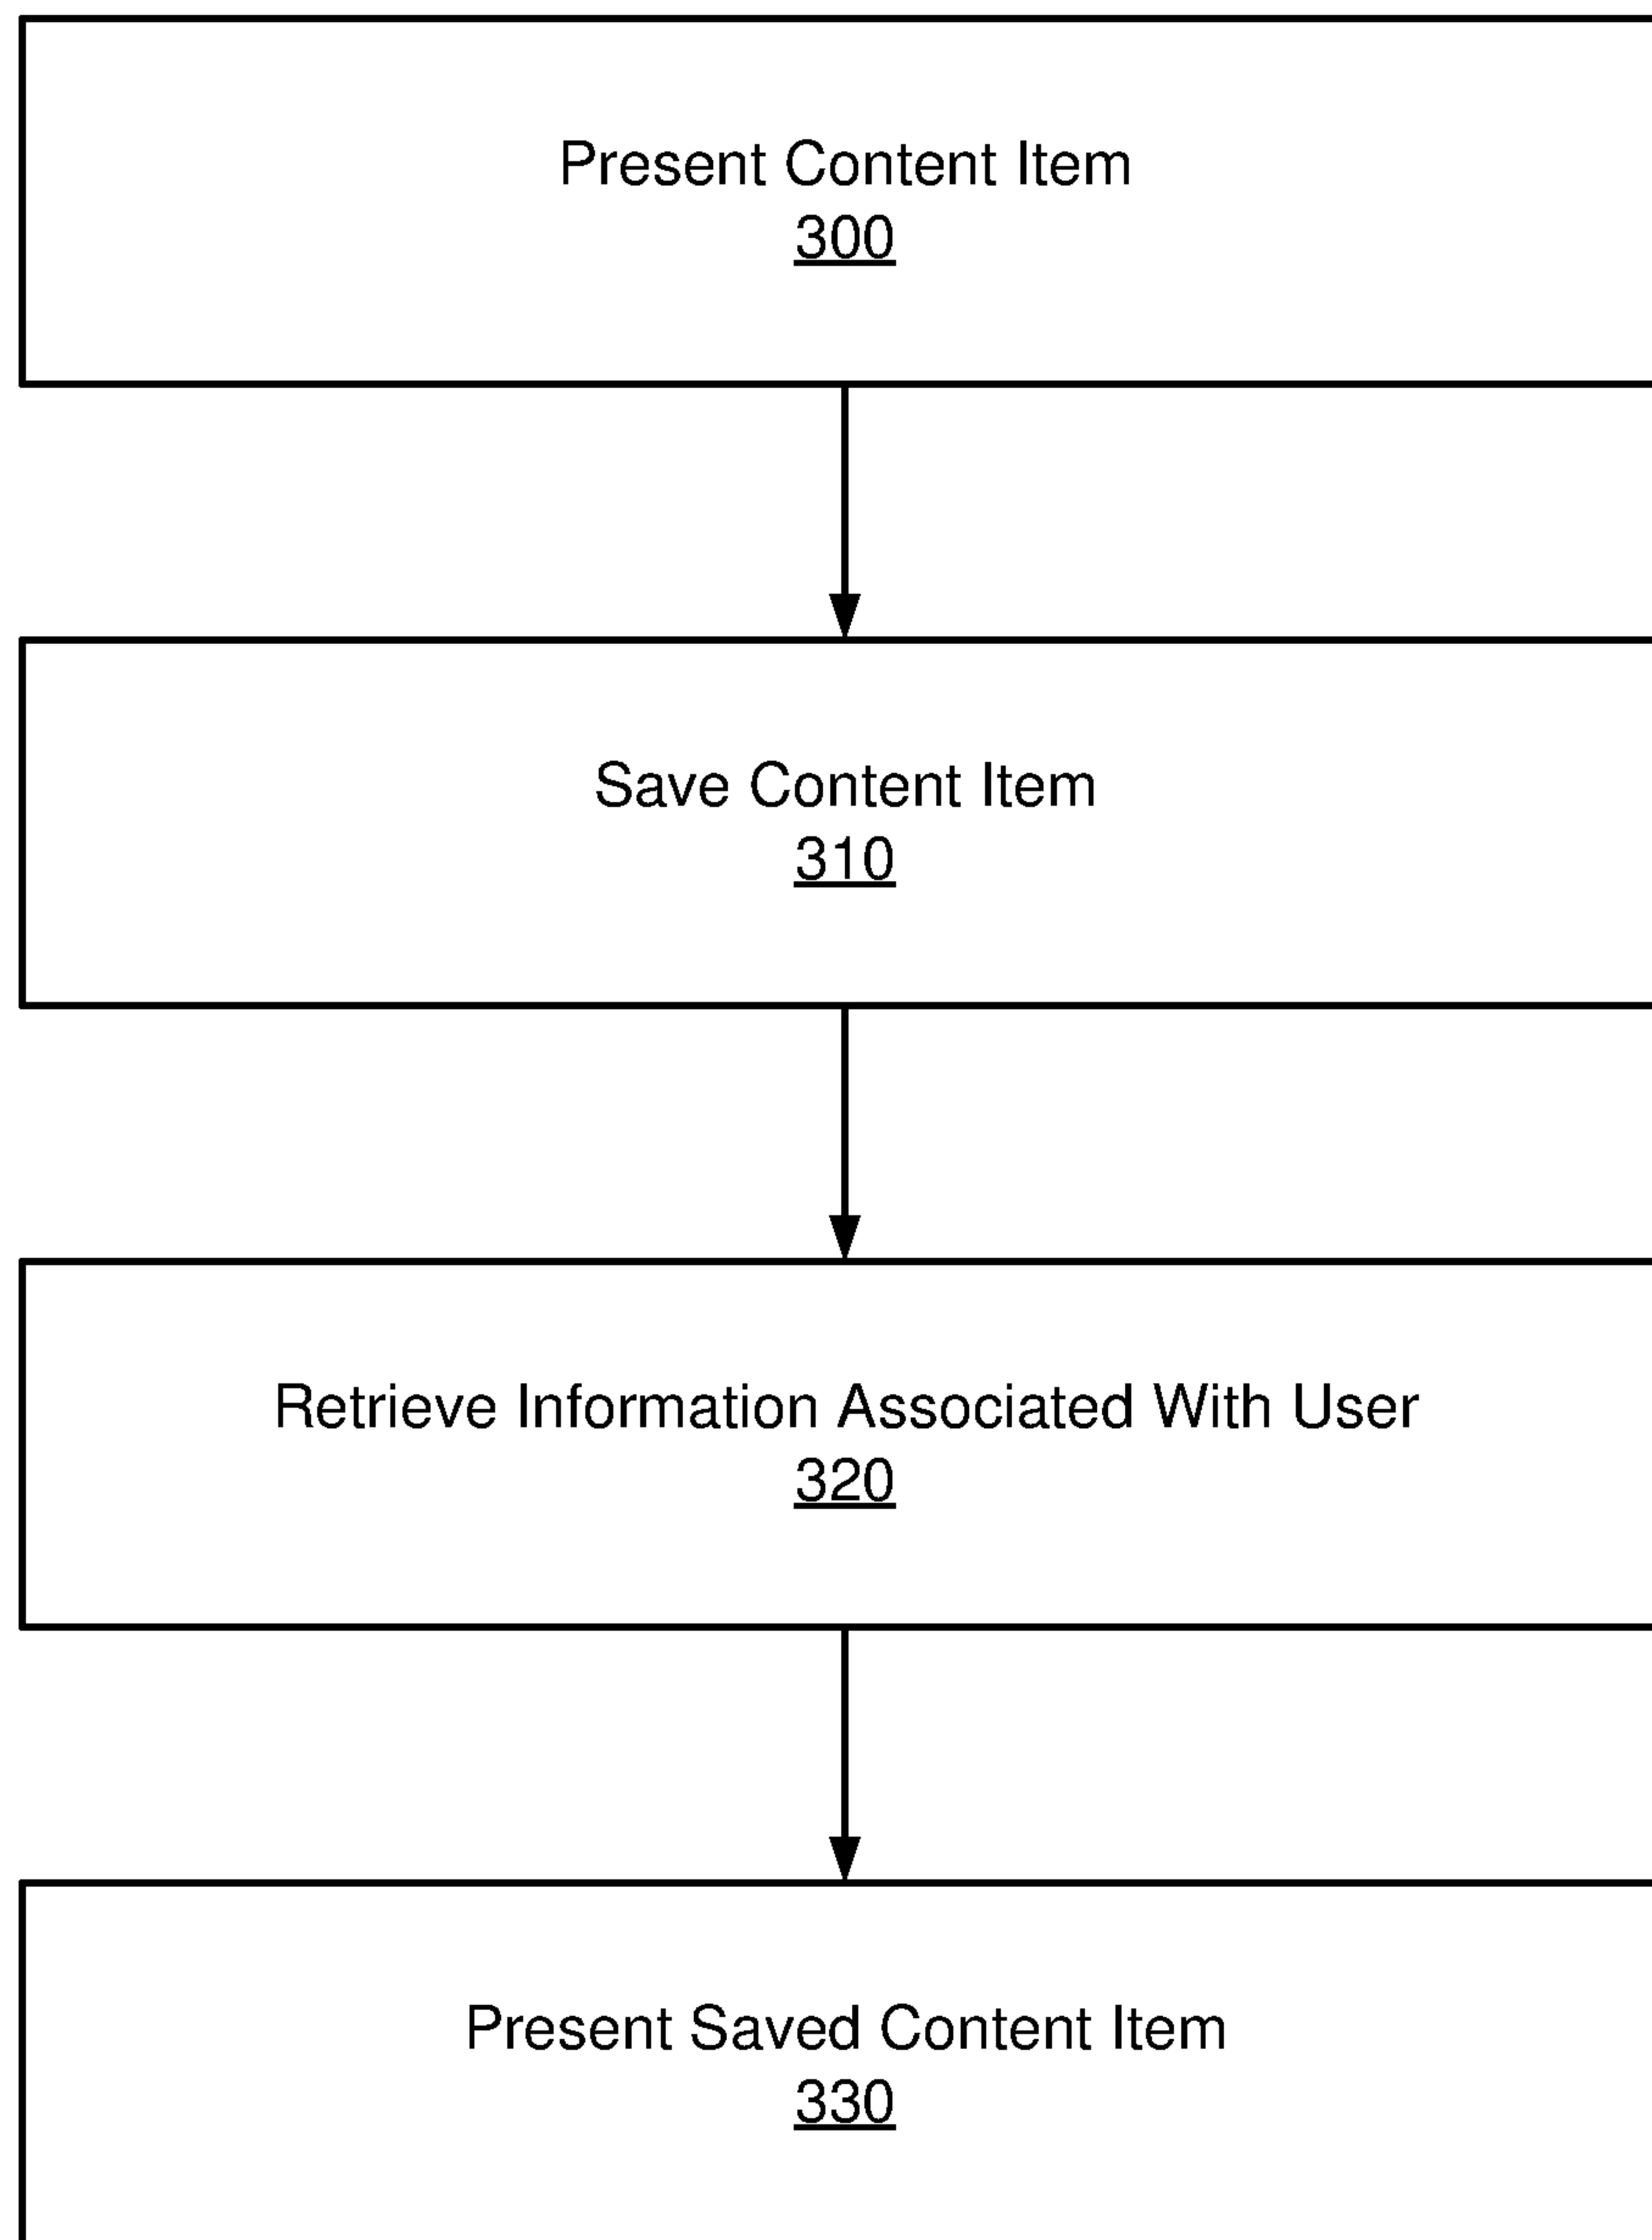 Present Content Item
300
Save Content Item
310
Retrieve Information Associated With User
320
Present Saved Content Item
330